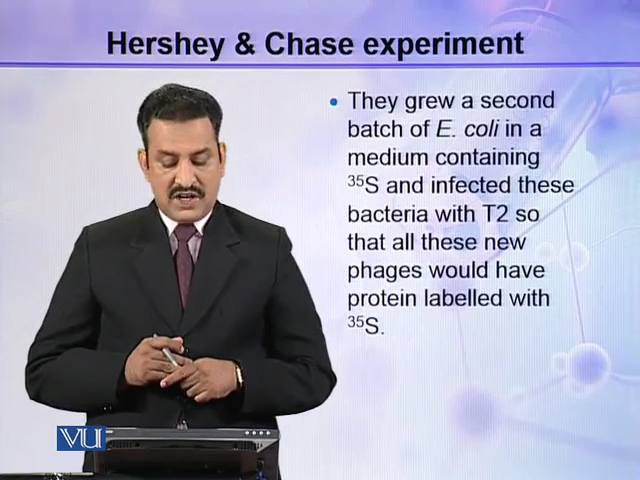 Hershey & Chase experiment
• They grew a second
batch of E. coli in a
medium containing
³⁵S and infected these
bacteria with T2 so
that all these new
phages would have
protein labelled with
³⁵S.
VU